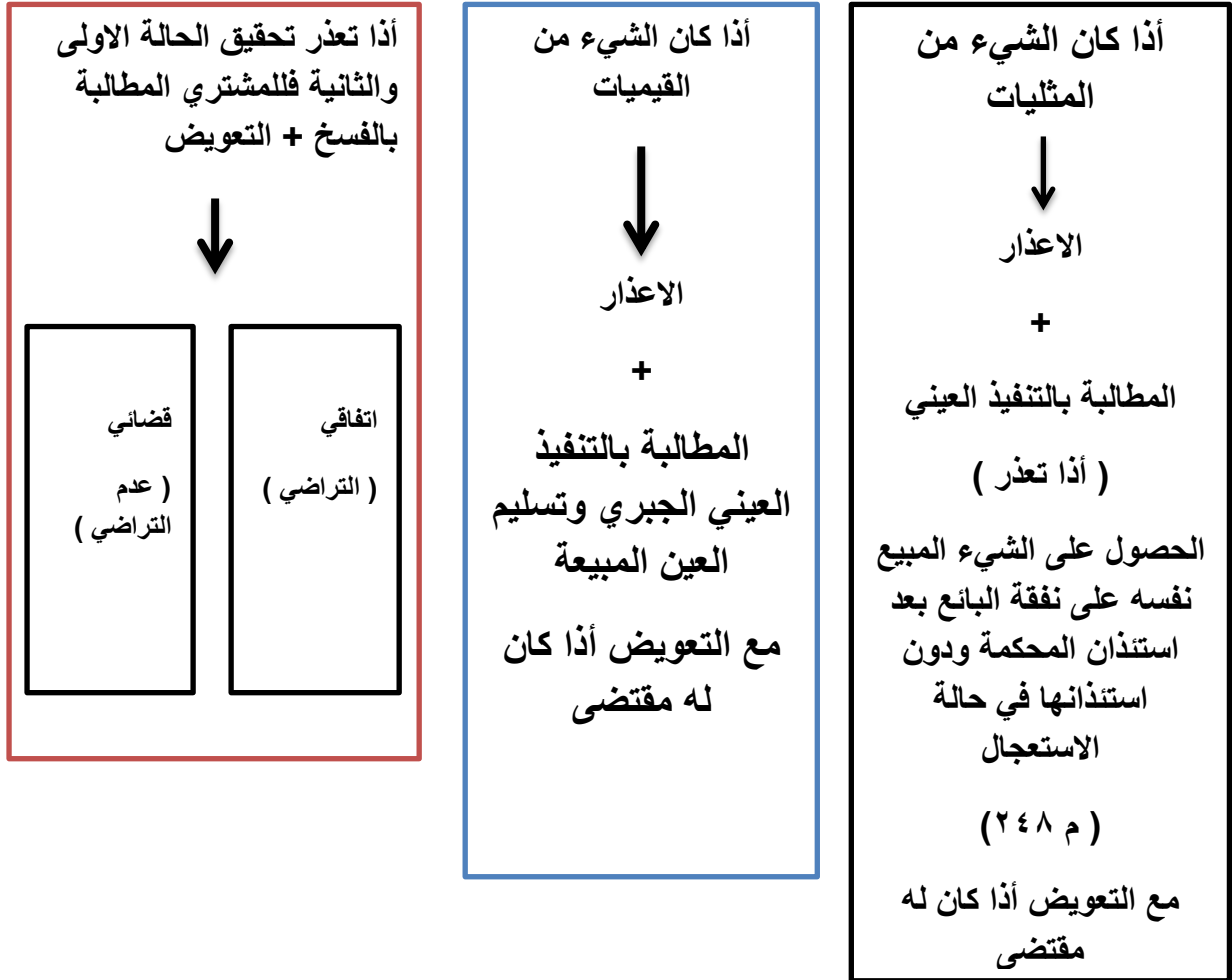 أذا كان الشيء من
المثليات
الاعذار
+
المطالبة بالتنفيذ العيني
( أذا تعذر )
الحصول على الشيء المبيع
نفسه على نفقة البائع بعد
استئذان المحكمة ودون
استئذانها في حالة
الاستعجال
( م ٢٤٨)
مع التعويض أذا كان له
مقتضى
أذا كان الشيء من
القيميات
الاعذار
+
المطالبة بالتنفيذ
العيني الجبري وتسليم
العين المبيعة
مع التعويض أذا كان
له مقتضى
أذا تعذر تحقيق الحالة الاولى
والثانية فللمشتري المطالبة
بالفسخ + التعويض
اتفاقي
( التراضي )
قضائي
( عدم
التراضي )